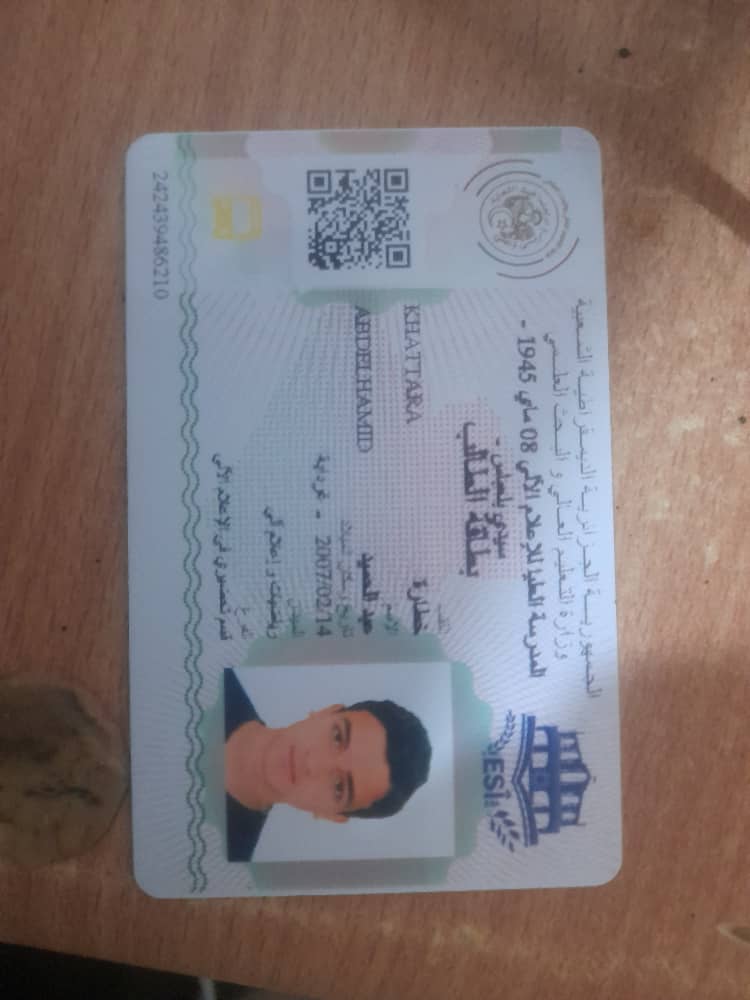 الجمهورية الجزائرية الديمقراطية الشعبية
وزارة التعليم العالي و البحث العلمي
المدرسة العليا للإعلام الآلي 08 ماي 1945 -
سيدي بلعباس -
بطاقة الطالب
ESI
اللقب
KHATTARA خطارة
الاسم
ABDELHAMID عبد الحميد
تاريخ ومكان الميلاد
2007/02/14 - غرداية
الميدان
رياضيات و إعلام آلي
الفرع
قسم تحضيري في الإعلام الآلي
242439486210